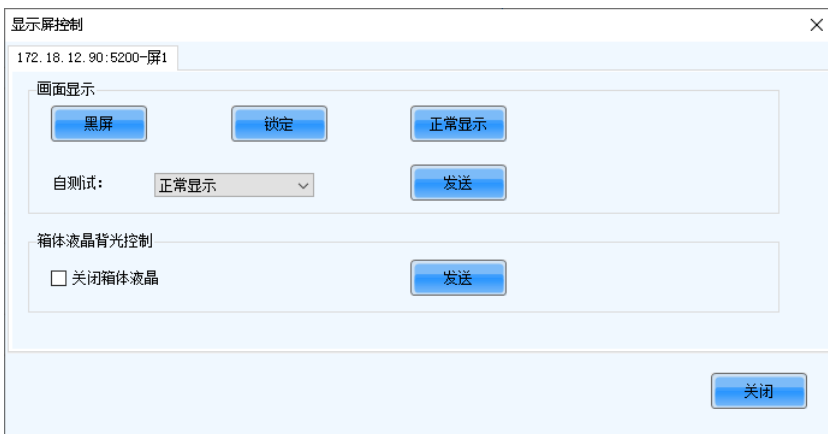 显示屏控制
172.18.12.90:5200-屏1
画面显示
黑屏 锁定 正常显示
自测试: 正常显示 发送
箱体液晶背光控制
关闭箱体液晶 发送
关闭